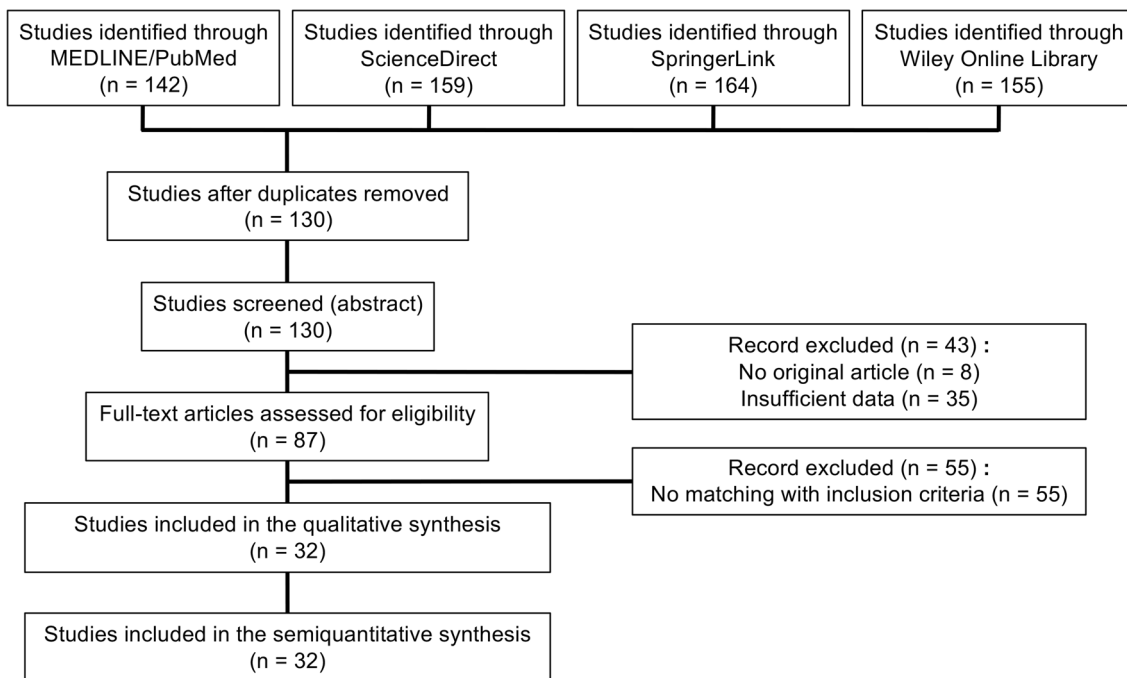 Studies identified through
MEDLINE/PubMed
(n = 142)
Studies identified through
ScienceDirect
(n = 159)
Studies identified through
SpringerLink
(n = 164)
Studies identified through
Wiley Online Library
(n = 155)
Studies after duplicates removed
(n = 130)
Studies screened (abstract)
(n = 130)
Record excluded (n = 43) :
No original article (n = 8)
Insufficient data (n = 35)
Full-text articles assessed for eligibility
(n = 87)
Record excluded (n = 55) :
No matching with inclusion criteria (n = 55)
Studies included in the qualitative synthesis
(n = 32)
Studies included in the semiquantitative synthesis
(n = 32)